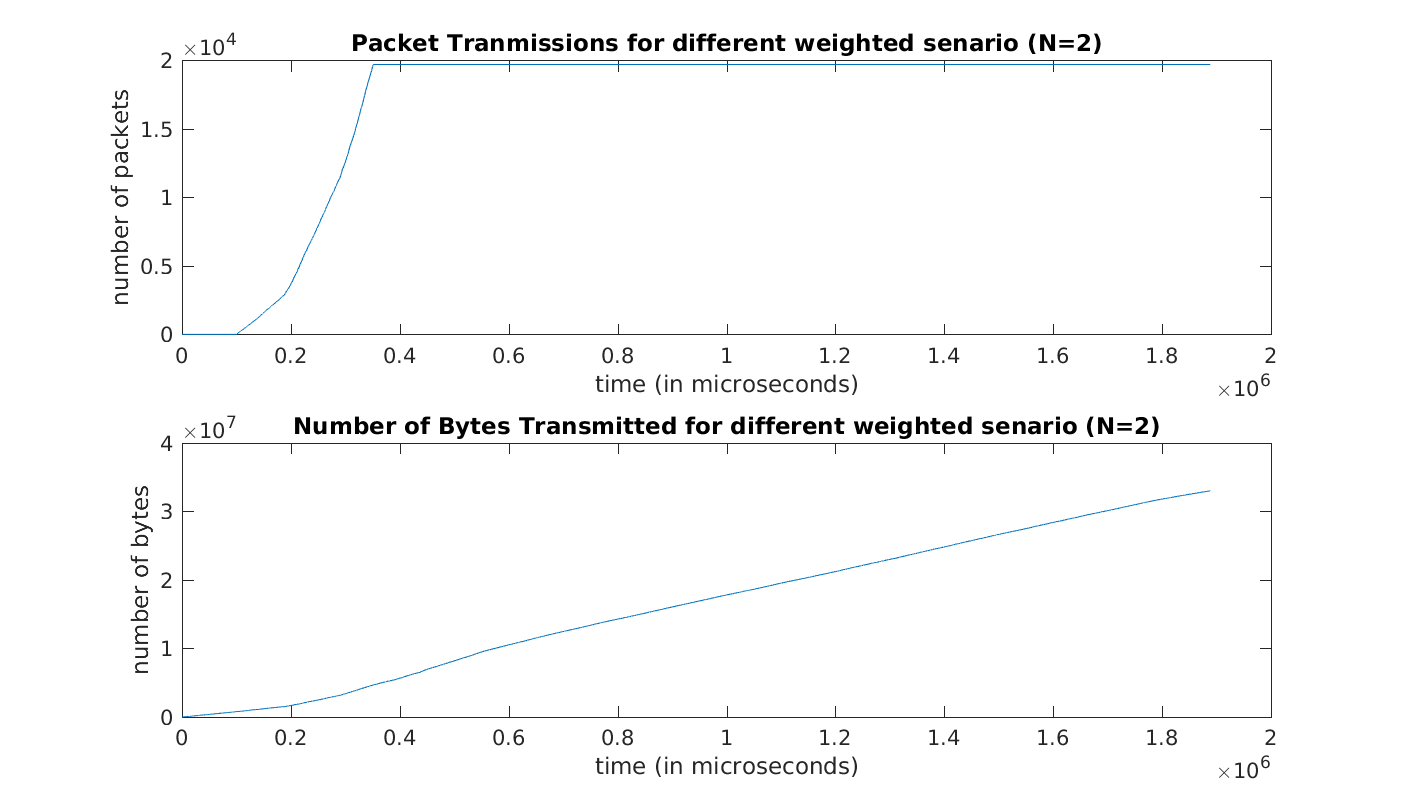 ×10^4
Packet Tranmissions for different weighted senario (N=2)
2
1.5
1
0.5
0
number of packets
0 0.2 0.4 0.6 0.8 1 1.2 1.4 1.6 1.8 2
time (in microseconds)
×10^6
×10^7
Number of Bytes Transmitted for different weighted senario (N=2)
4
3
2
1
0
number of bytes
0 0.2 0.4 0.6 0.8 1 1.2 1.4 1.6 1.8 2
time (in microseconds)
×10^6